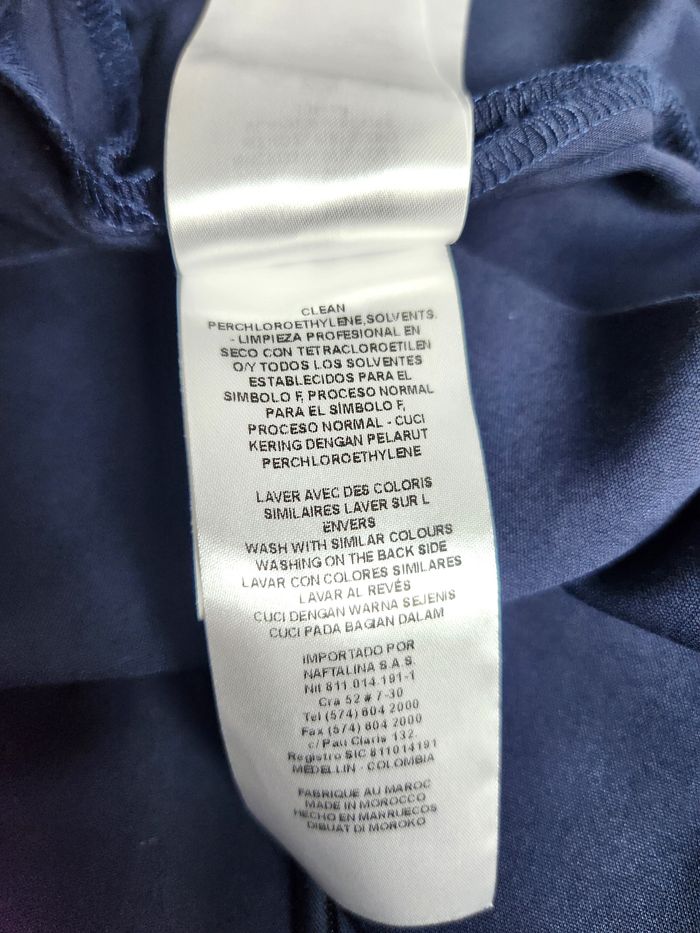 CLEAN
PERCHLOROETHYLENE,SOLVENTS.
- LIMPIEZA PROFESIONAL EN
SECO CON TETRACLOROETILEN
O/Y TODOS LOS SOLVENTES
ESTABLECIDOS PARA EL
SIMBOLO F, PROCESO NORMAL
PARA EL SÍMBOLO F,
PROCESO NORMAL - CUCI
KERING DENGAN PELARUT
PERCHLOROETHYLENE
LAVER AVEC DES COLORIS
SIMILAIRES LAVER SUR L
ENVERS
WASH WITH SIMILAR COLOURS
WASHING ON THE BACK SIDE
LAVAR CON COLORES SIMILARES
LAVAR AL REVÉS
CUCI DENGAN WARNA SEJENIS
CUCI PADA BAGIAN DALAM
IMPORTADO POR
NAFTALINA S.A.S.
Nit 811.014.191-1
Cra 52 # 7-30
Tel (574) 604 2000
Fax (574) 604 2000
c/ Pau Claris 132.
Registro SIC 811014191
MEDELLIN - COLOMBIA
FABRIQUE AU MAROC
MADE IN MOROCCO
HECHO EN MARRUECOS
DIBUAT DI MOROKO